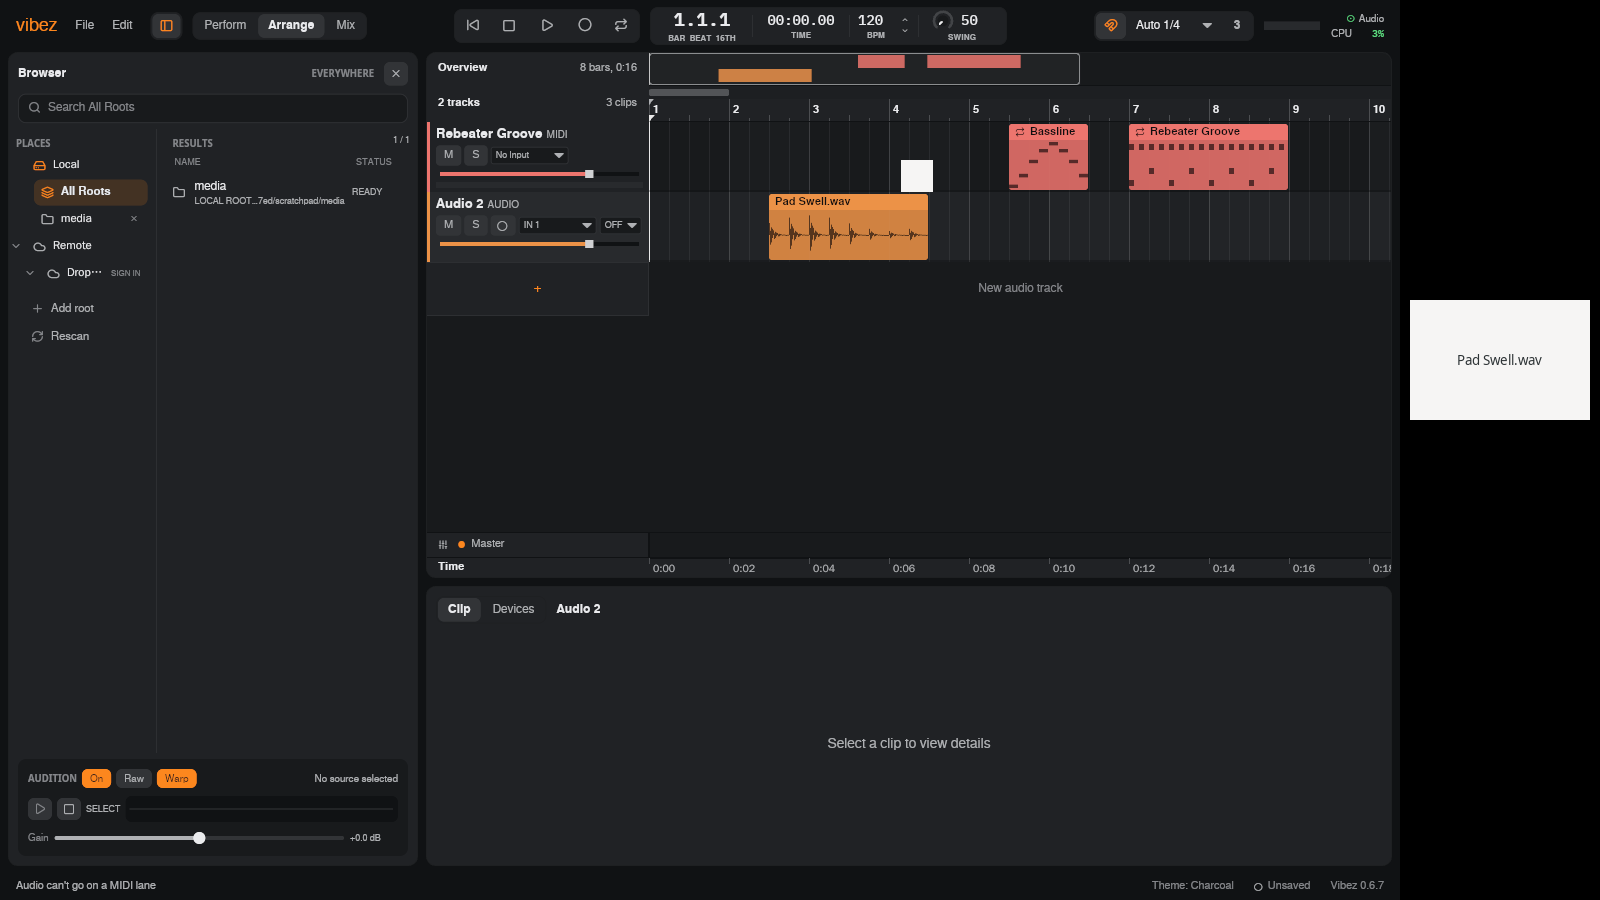 vibez File Edit Perform Arrange Mix
1.1.1 00:00.00 120 50
BAR BEAT 16TH TIME BPM SWING
Auto 1/4 3
Audio
CPU 3%
Browser EVERYWHERE
Search All Roots
PLACES
Local
All Roots
media
Remote
Drop··· SIGN IN
Add root
Rescan
RESULTS 1 / 1
NAME STATUS
media
LOCAL ROOT...7ed/scratchpad/media
READY
AUDITION On Raw Warp No source selected
SELECT
Gain +0.0 dB
Overview 8 bars, 0:16
2 tracks 3 clips
1 2 3 4 5 6 7 8 9 10
Rebeater Groove MIDI
M S No Input
Bassline
Rebeater Groove
Audio 2 AUDIO
M S IN 1 OFF
Pad Swell.wav
+
New audio track
Master
Time 0:00 0:02 0:04 0:06 0:08 0:10 0:12 0:14 0:16
Clip Devices Audio 2
Select a clip to view details
Pad Swell.wav
Audio can't go on a MIDI lane
Theme: Charcoal Unsaved Vibez 0.6.7